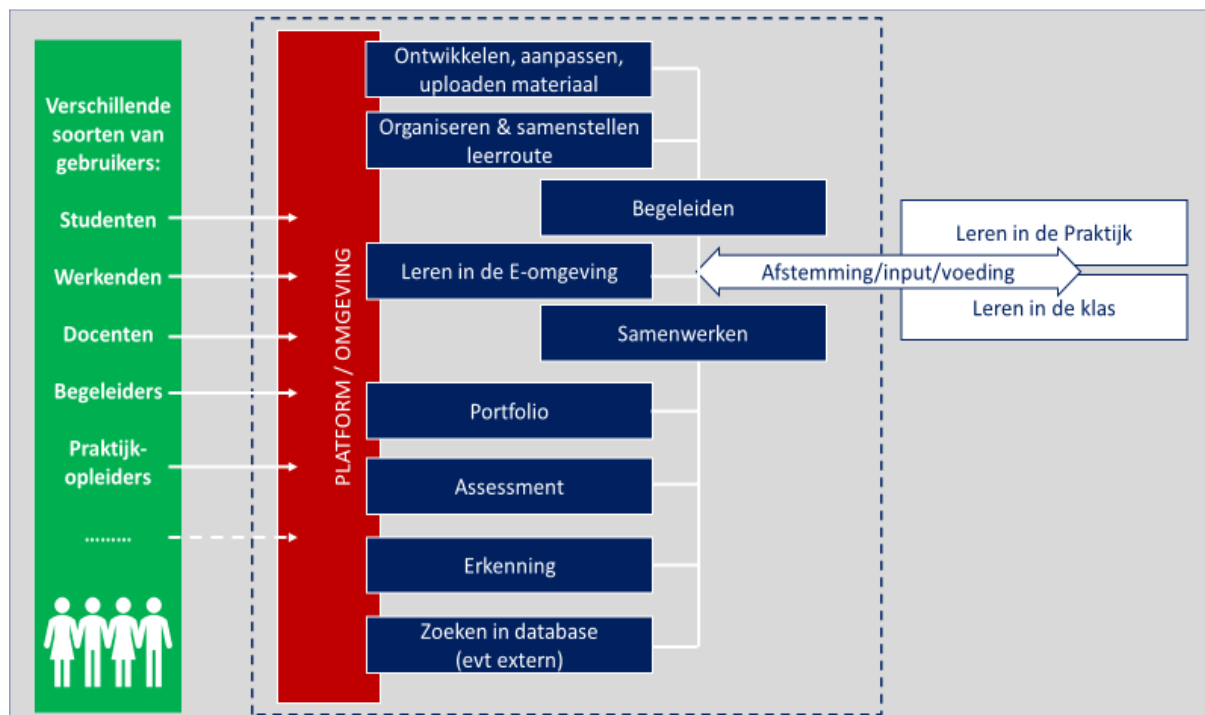 Verschillende
soorten van
gebruikers:
Studenten
Werkenden
Docenten
Begeleiders
Praktijk-
opleiders
.........
PLATFORM / OMGEVING
Ontwikkelen, aanpassen,
uploaden materiaal
Organiseren & samenstellen
leerroute
Begeleiden
Leren in de E-omgeving
Samenwerken
Portfolio
Assessment
Erkenning
Zoeken in database
(evt extern)
Afstemming/input/voeding
Leren in de Praktijk
Leren in de klas